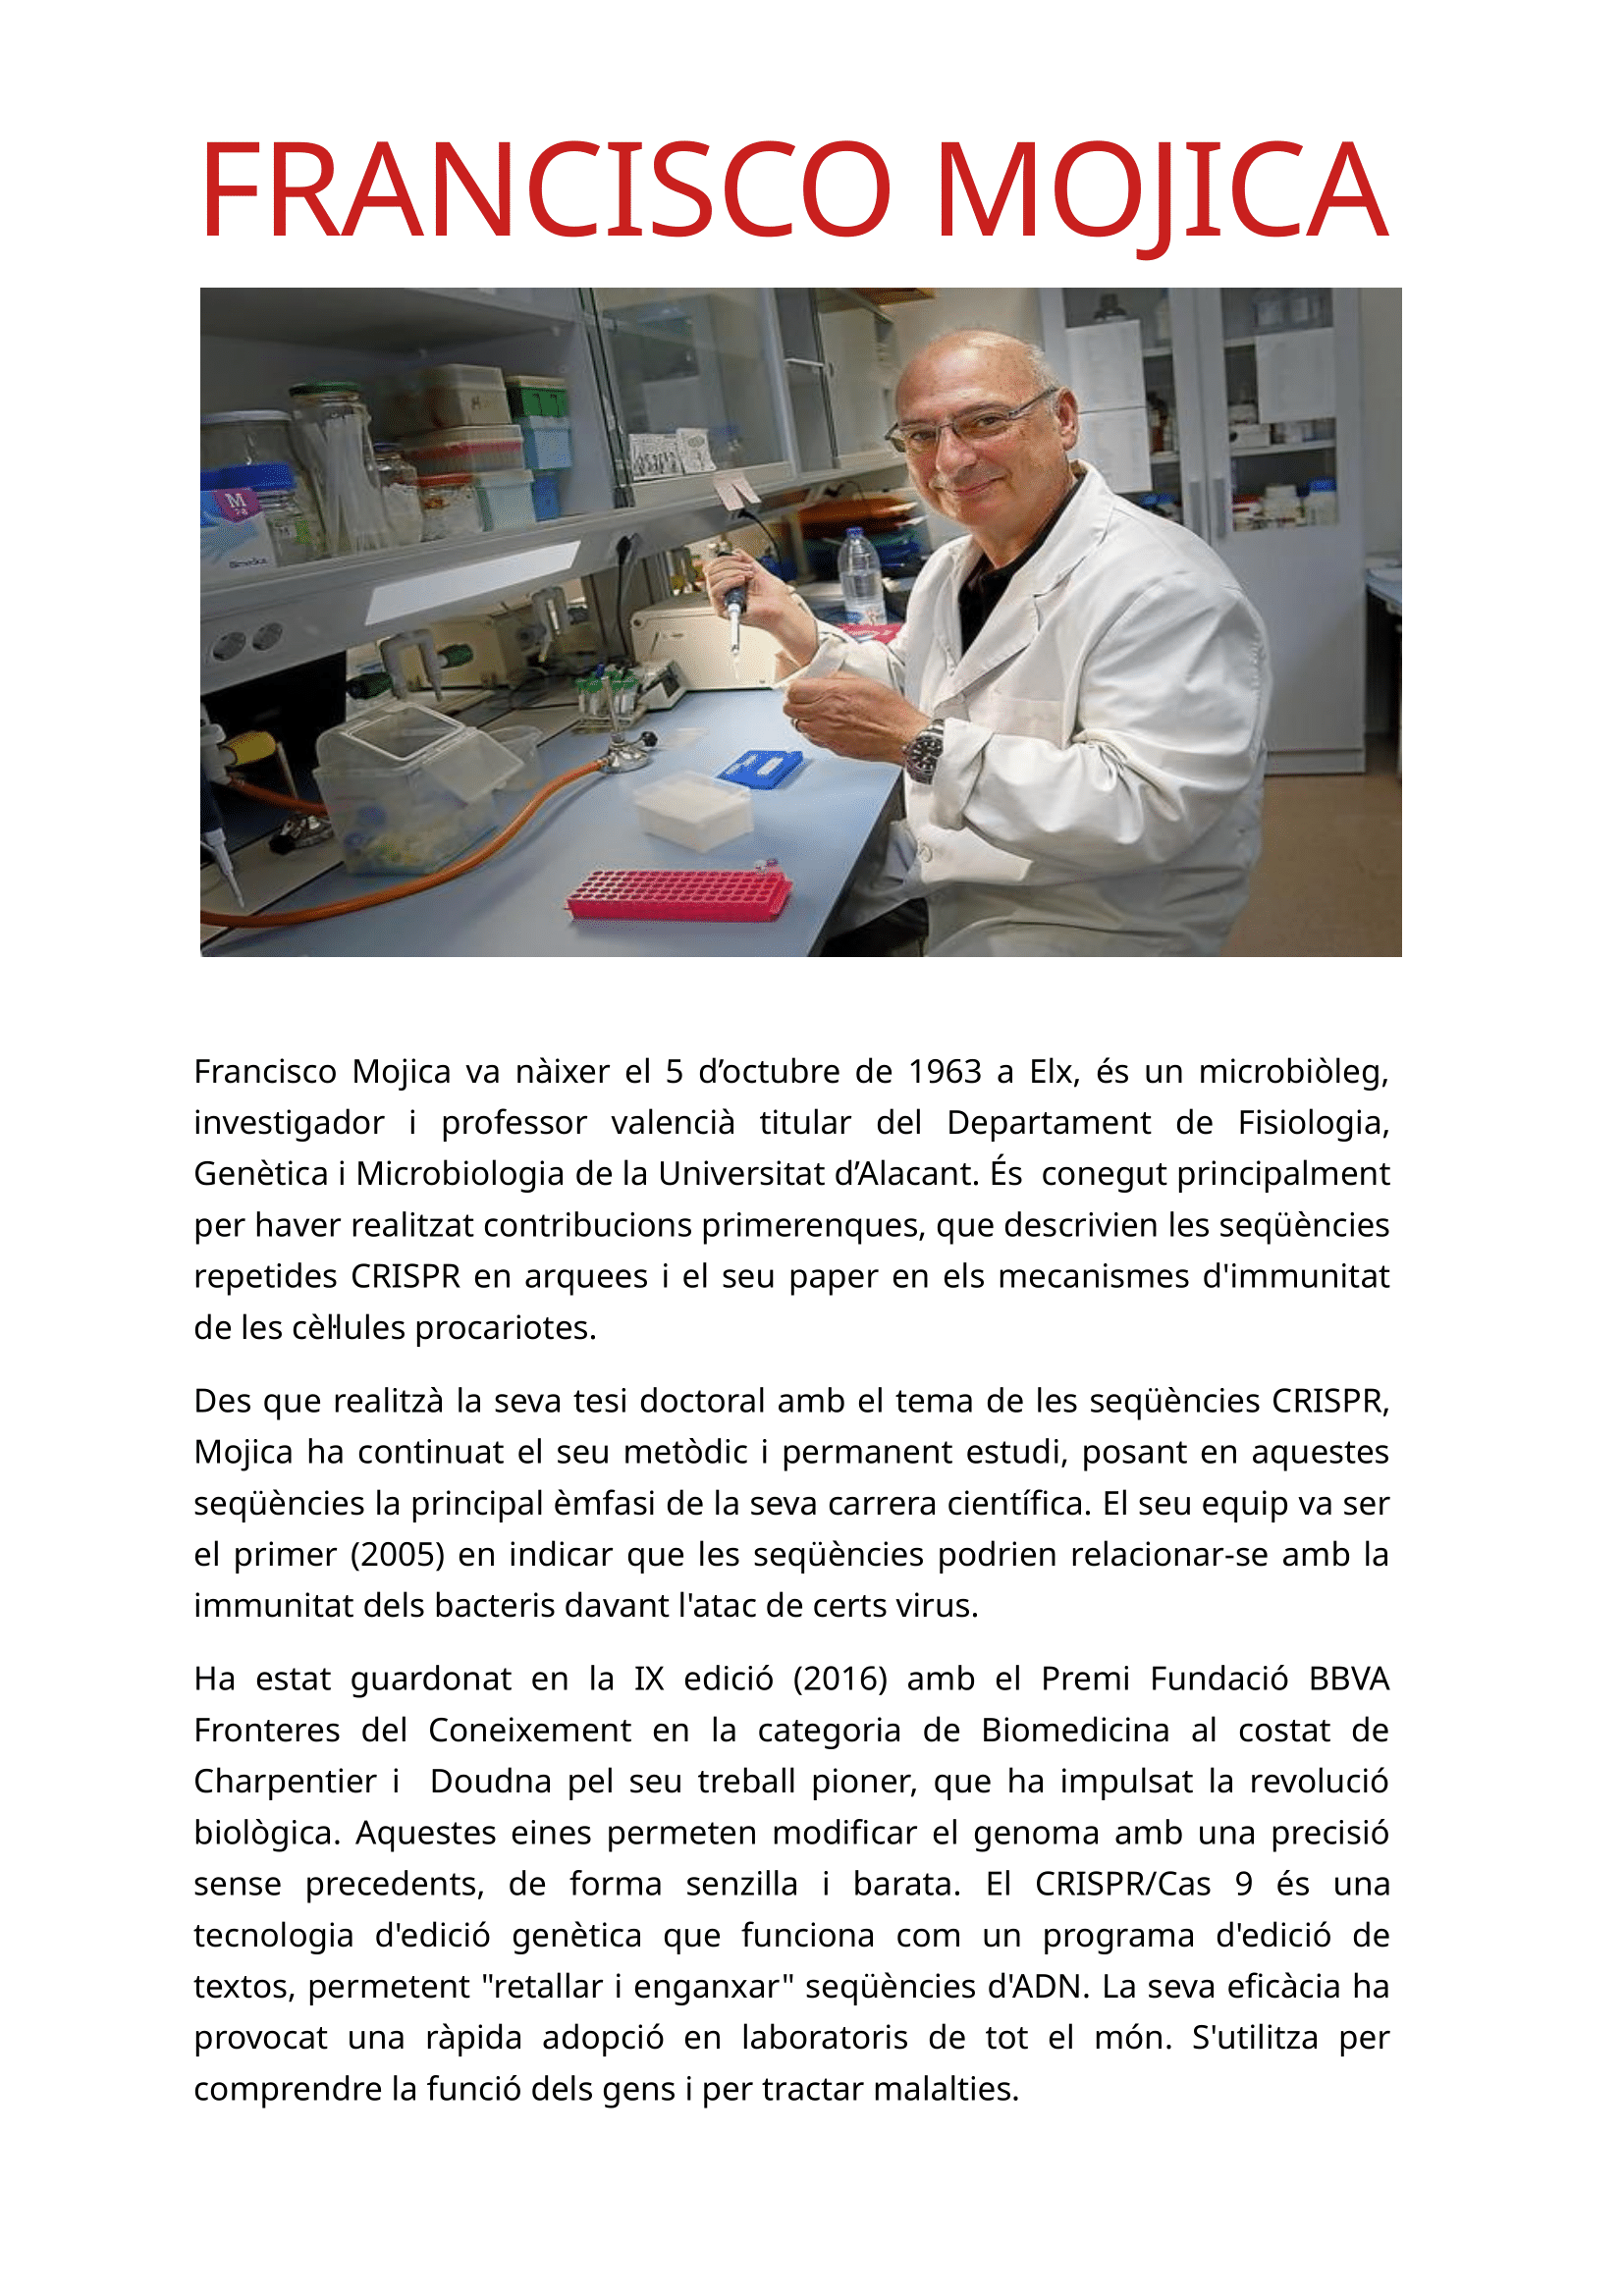 FRANCISCO MOJICA
M
Francisco Mojica va nàixer el 5 d’octubre de 1963 a Elx, és un microbiòleg,
investigador i professor valencià titular del Departament de Fisiologia,
Genètica i Microbiologia de la Universitat d’Alacant. És  conegut principalment
per haver realitzat contribucions primerenques, que descrivien les seqüències
repetides CRISPR en arquees i el seu paper en els mecanismes d'immunitat
de les cèl·lules procariotes.
Des que realitzà la seva tesi doctoral amb el tema de les seqüències CRISPR,
Mojica ha continuat el seu metòdic i permanent estudi, posant en aquestes
seqüències la principal èmfasi de la seva carrera científica. El seu equip va ser
el primer (2005) en indicar que les seqüències podrien relacionar-se amb la
immunitat dels bacteris davant l'atac de certs virus.
Ha estat guardonat en la IX edició (2016) amb el Premi Fundació BBVA
Fronteres del Coneixement en la categoria de Biomedicina al costat de
Charpentier i  Doudna pel seu treball pioner, que ha impulsat la revolució
biològica. Aquestes eines permeten modificar el genoma amb una precisió
sense precedents, de forma senzilla i barata. El CRISPR/Cas 9 és una
tecnologia d'edició genètica que funciona com un programa d'edició de
textos, permetent "retallar i enganxar" seqüències d'ADN. La seva eficàcia ha
provocat una ràpida adopció en laboratoris de tot el món. S'utilitza per
comprendre la funció dels gens i per tractar malalties.